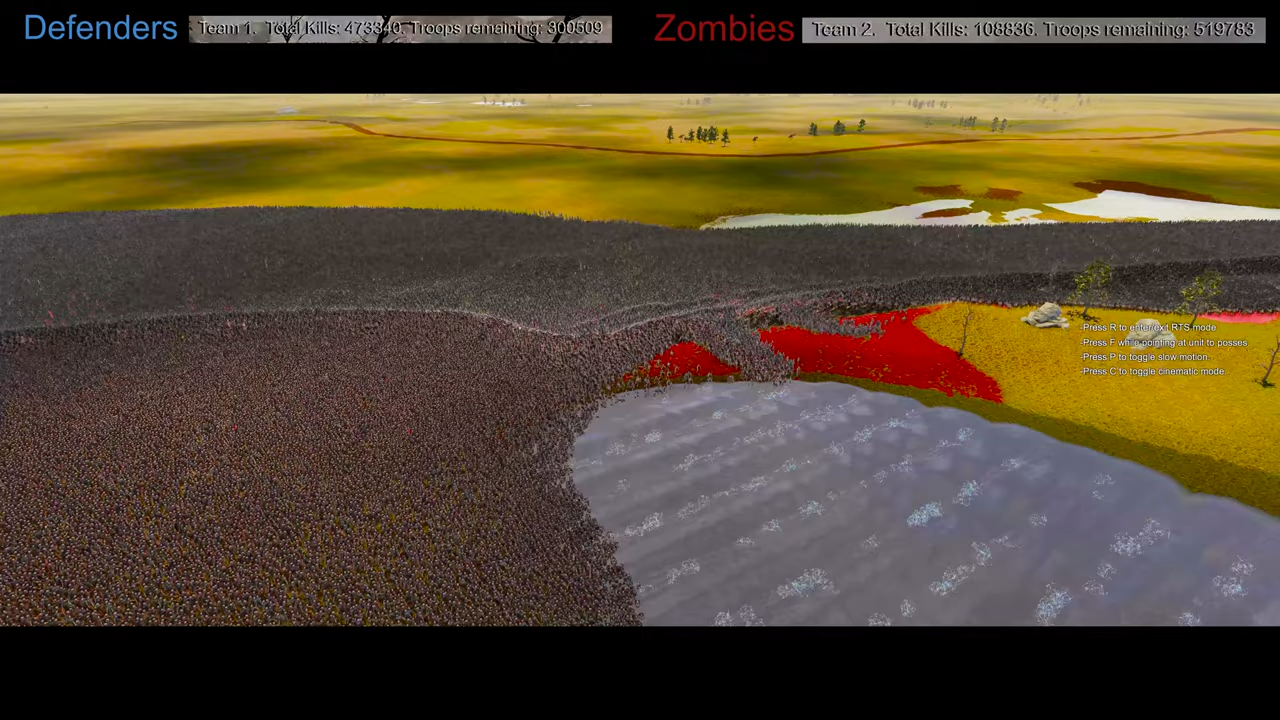 Defenders
Team 1. Total Kills: 473340. Troops remaining: 300509
Zombies
Team 2. Total Kills: 108836. Troops remaining: 519783
-Press R to enter/exit RTS mode
-Press F while pointing at unit to posses.
-Press P to toggle slow motion.
-Press C to toggle cinematic mode.